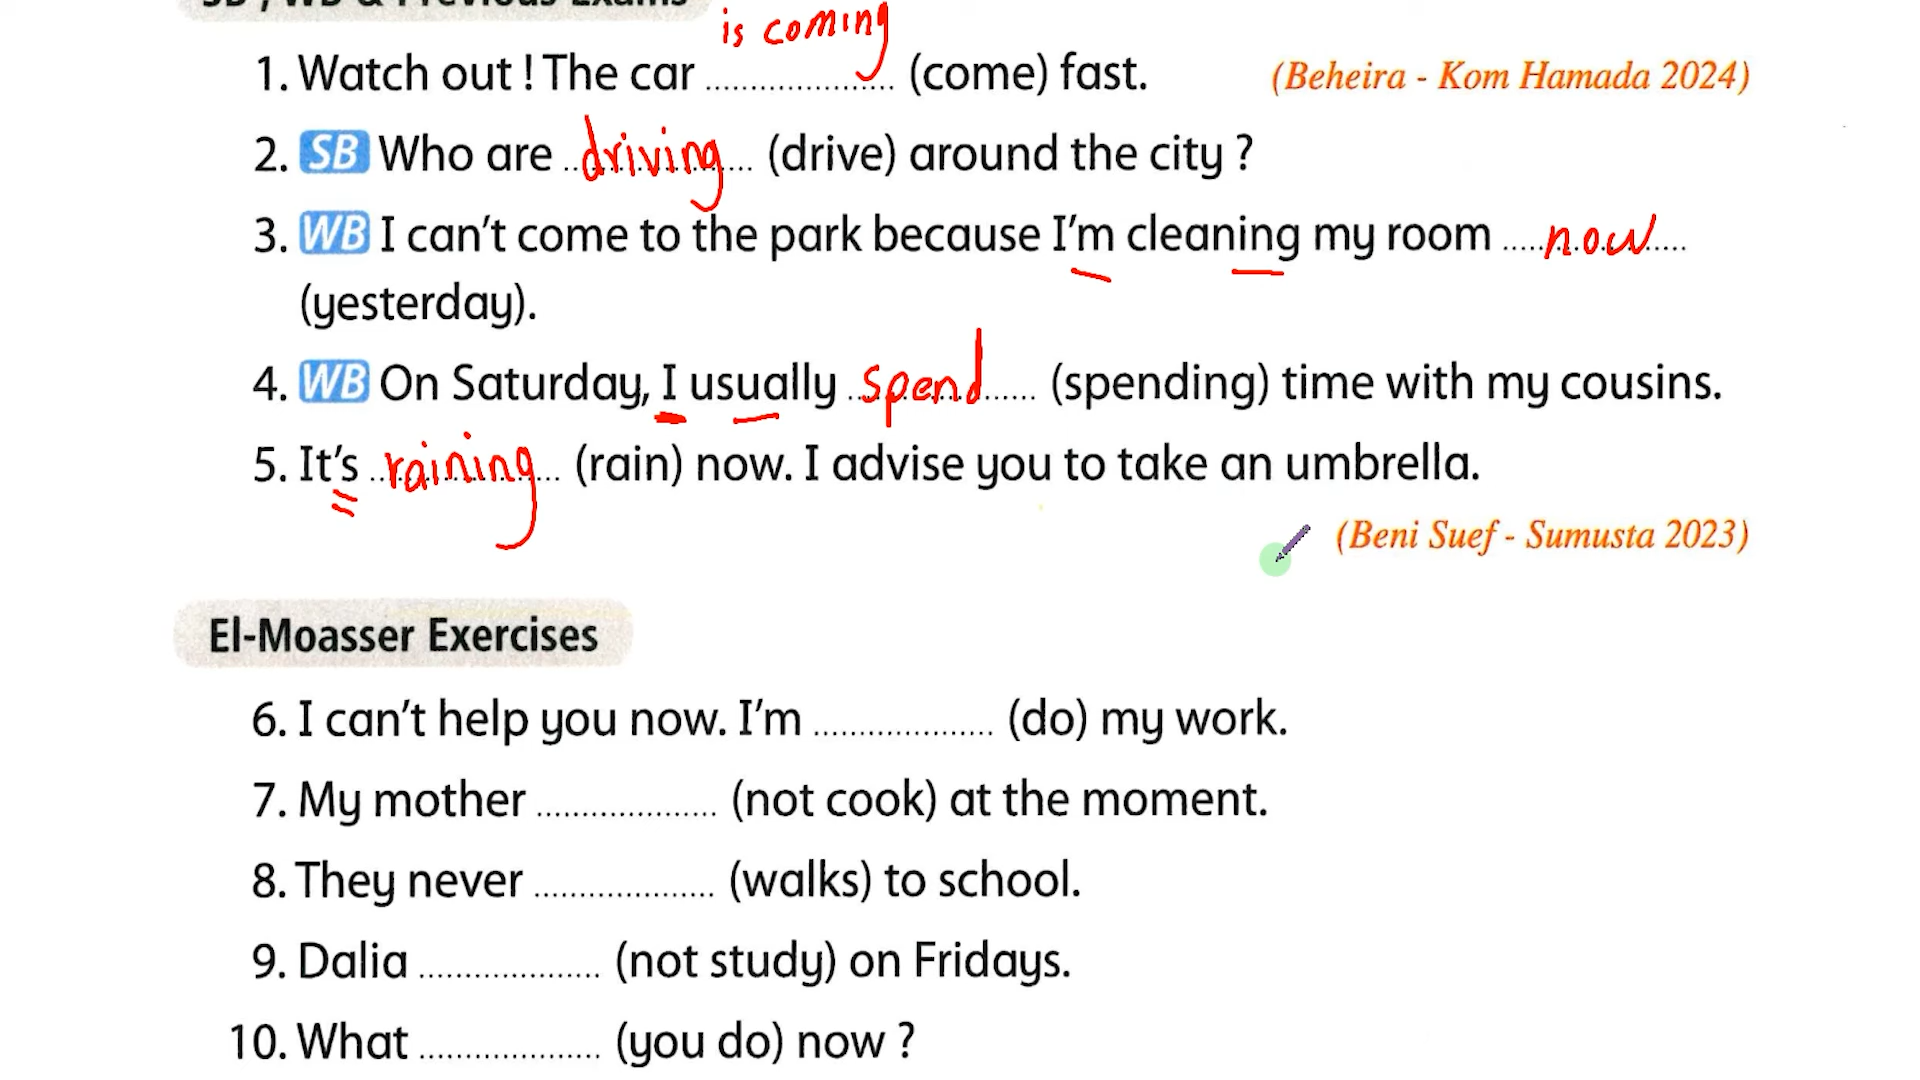 SB , WB & Previous Exams
is coming
1. Watch out ! The car .................... (come) fast. (Beheira - Kom Hamada 2024)
2. SB Who are ..driving... (drive) around the city ?
3. WB I can't come to the park because I'm cleaning my room ....now....
(yesterday).
4. WB On Saturday, I usually ..spend...... (spending) time with my cousins.
5. It's ..raining... (rain) now. I advise you to take an umbrella.
(Beni Suef - Sumusta 2023)
El-Moasser Exercises
6. I can't help you now. I'm .................... (do) my work.
7. My mother .................... (not cook) at the moment.
8. They never .................... (walks) to school.
9. Dalia .................... (not study) on Fridays.
10. What .................... (you do) now ?